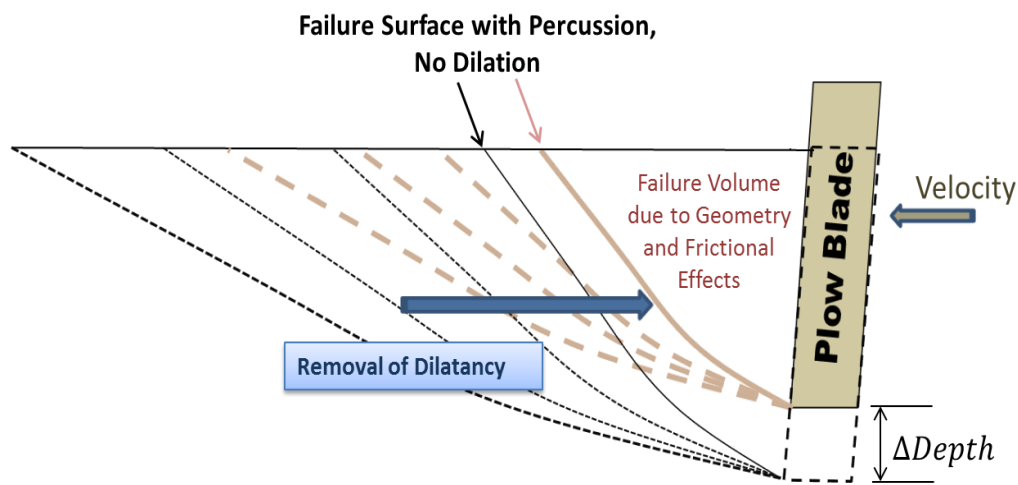 Failure Surface with Percussion,
No Dilation
Failure Volume
due to Geometry
and Frictional
Effects
Plow Blade
Velocity
Removal of Dilatancy
ΔDepth